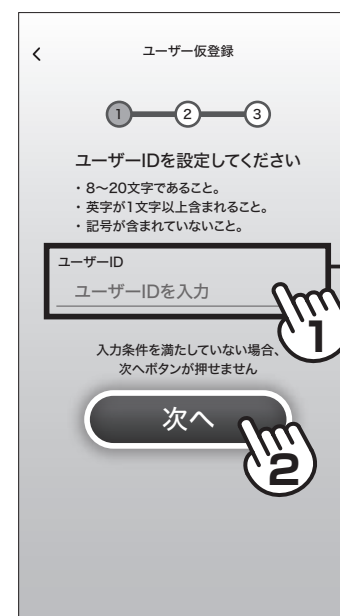 ユーザー仮登録
1 2 3
ユーザーIDを設定してください
・8〜20文字であること。
・英字が1文字以上含まれること。
・記号が含まれていないこと。
ユーザーID
ユーザーIDを入力
1
入力条件を満たしていない場合、
次へボタンが押せません
次へ
2